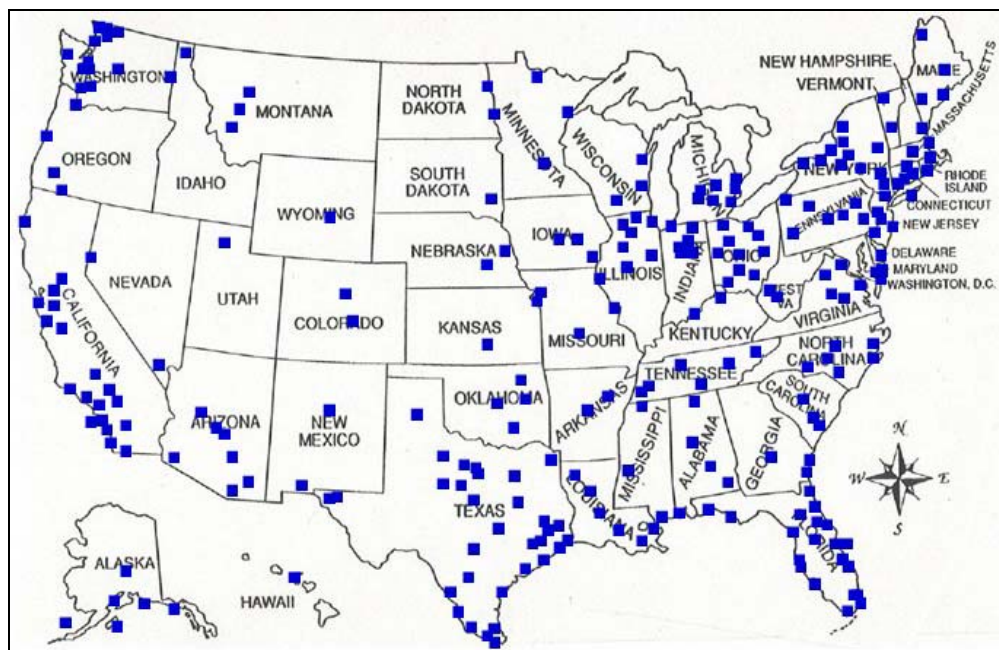 NEW HAMPSHIRE
VERMONT
MAINE
MASSACHUSETTS
WASHINGTON
MONTANA
NORTH
DAKOTA
MINNESOTA
WISCONSIN
MICHIGAN
NEW YORK
RHODE
ISLAND
CONNECTICUT
OREGON
IDAHO
SOUTH
DAKOTA
WYOMING
PENNSYLVANIA
NEW JERSEY
IOWA
NEBRASKA
OHIO
DELAWARE
MARYLAND
WASHINGTON, D.C.
NEVADA
UTAH
ILLINOIS
INDIANA
WEST
VA
VIRGINIA
CALIFORNIA
COLORADO
KANSAS
MISSOURI
KENTUCKY
NORTH
CAROLINA
TENNESSEE
SOUTH
CAROLINA
ARIZONA
NEW
MEXICO
OKLAHOMA
ARKANSAS
MISSISSIPPI
ALABAMA
GEORGIA
N
W
E
S
TEXAS
LOUISIANA
FLORIDA
ALASKA
HAWAII